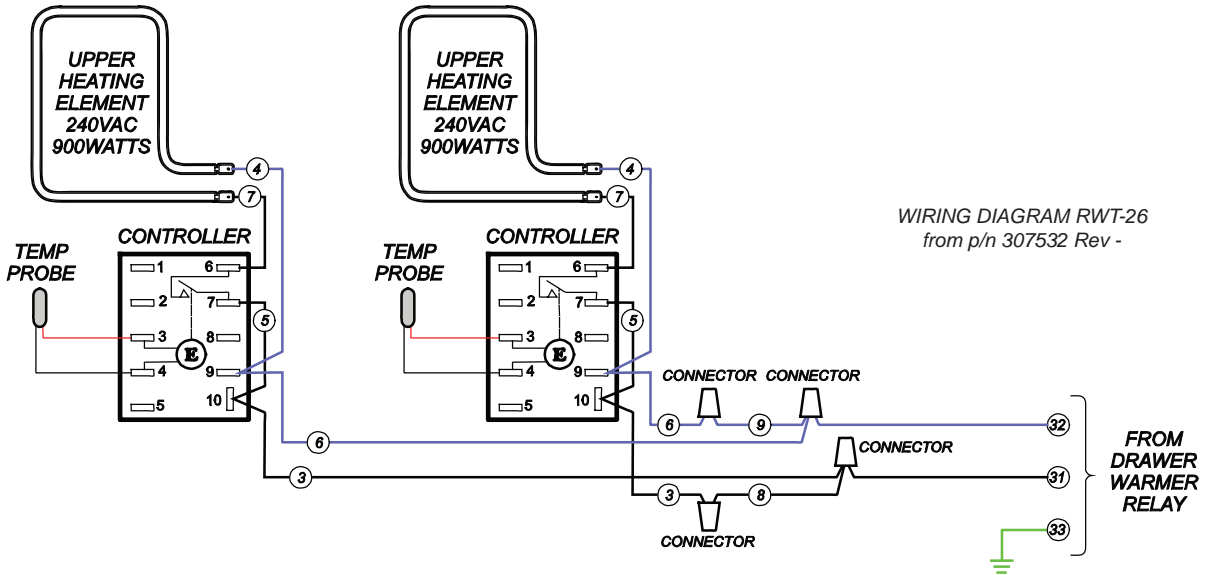 UPPER
HEATING
ELEMENT
240VAC
900WATTS
4
7
CONTROLLER
TEMP
PROBE
1
2
3
4
5
6
7
8
9
10
E
5
UPPER
HEATING
ELEMENT
240VAC
900WATTS
4
7
CONTROLLER
TEMP
PROBE
1
2
3
4
5
6
7
8
9
10
E
5
WIRING DIAGRAM RWT-26
from p/n 307532 Rev -
CONNECTOR
CONNECTOR
6
9
32
6
CONNECTOR
3
31
3
8
CONNECTOR
33
FROM
DRAWER
WARMER
RELAY